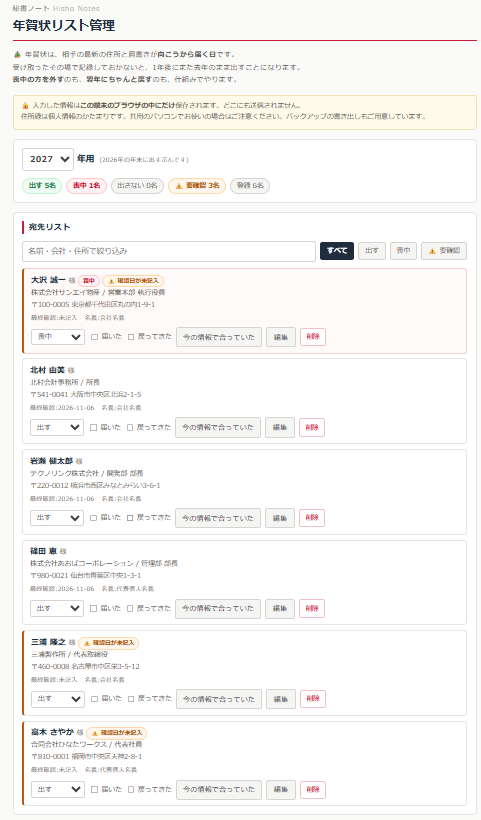 秘書ノート Hisho Notes
年賀状リスト管理
🎍 年賀状は、相手の最新の住所と肩書きが向こうから届く日です。
受け取ったその場で記録しておかないと、1年後にまた去年のまま出すことになります。
喪中の方を外すのも、翌年にちゃんと戻すのも、仕組みでやります。
🔒 入力した情報はこの端末のブラウザの中にだけ保存されます。どこにも送信されません。
住所録は個人情報のかたまりです。共用のパソコンでお使いの場合はご注意ください。バックアップの書き出しもご用意しています。
2027 年用 (2026年の年末に出すぶんです)
出す 5名 喪中 1名 出さない 0名 ⚠️ 要確認 3名 登録 6名
宛先リスト
名前・会社・住所で絞り込み すべて 出す 喪中 ⚠️ 要確認
大沢 誠一 様 喪中 ⚠️ 確認日が未記入
株式会社サンエイ物産 / 営業本部 執行役員
〒100-0005 東京都千代田区丸の内1-9-1
最終確認:未記入 名義:会社名義
喪中 届いた 戻ってきた 今の情報で合っていた 編集 削除
北村 由美 様
北村会計事務所 / 所長
〒541-0041 大阪市中央区北浜2-1-5
最終確認:2026-11-06 名義:会社名義
出す 届いた 戻ってきた 今の情報で合っていた 編集 削除
岩瀬 健太郎 様
テクノリンク株式会社 / 開発部 部長
〒220-0012 横浜市西区みなとみらい3-6-1
最終確認:2026-11-06 名義:会社名義
出す 届いた 戻ってきた 今の情報で合っていた 編集 削除
篠田 恵 様
株式会社あおばコーポレーション / 管理部 部長
〒980-0021 仙台市青葉区中央1-3-1
最終確認:2026-11-06 名義:代表個人名義
出す 届いた 戻ってきた 今の情報で合っていた 編集 削除
三浦 隆之 様 ⚠️ 確認日が未記入
三浦製作所 / 代表取締役
〒460-0008 名古屋市中区栄3-5-12
最終確認:未記入 名義:会社名義
出す 届いた 戻ってきた 今の情報で合っていた 編集 削除
高木 さやか 様 ⚠️ 確認日が未記入
合同会社ひなたワークス / 代表社員
〒810-0001 福岡市中央区天神2-8-1
最終確認:未記入 名義:代表個人名義
出す 届いた 戻ってきた 今の情報で合っていた 編集 削除